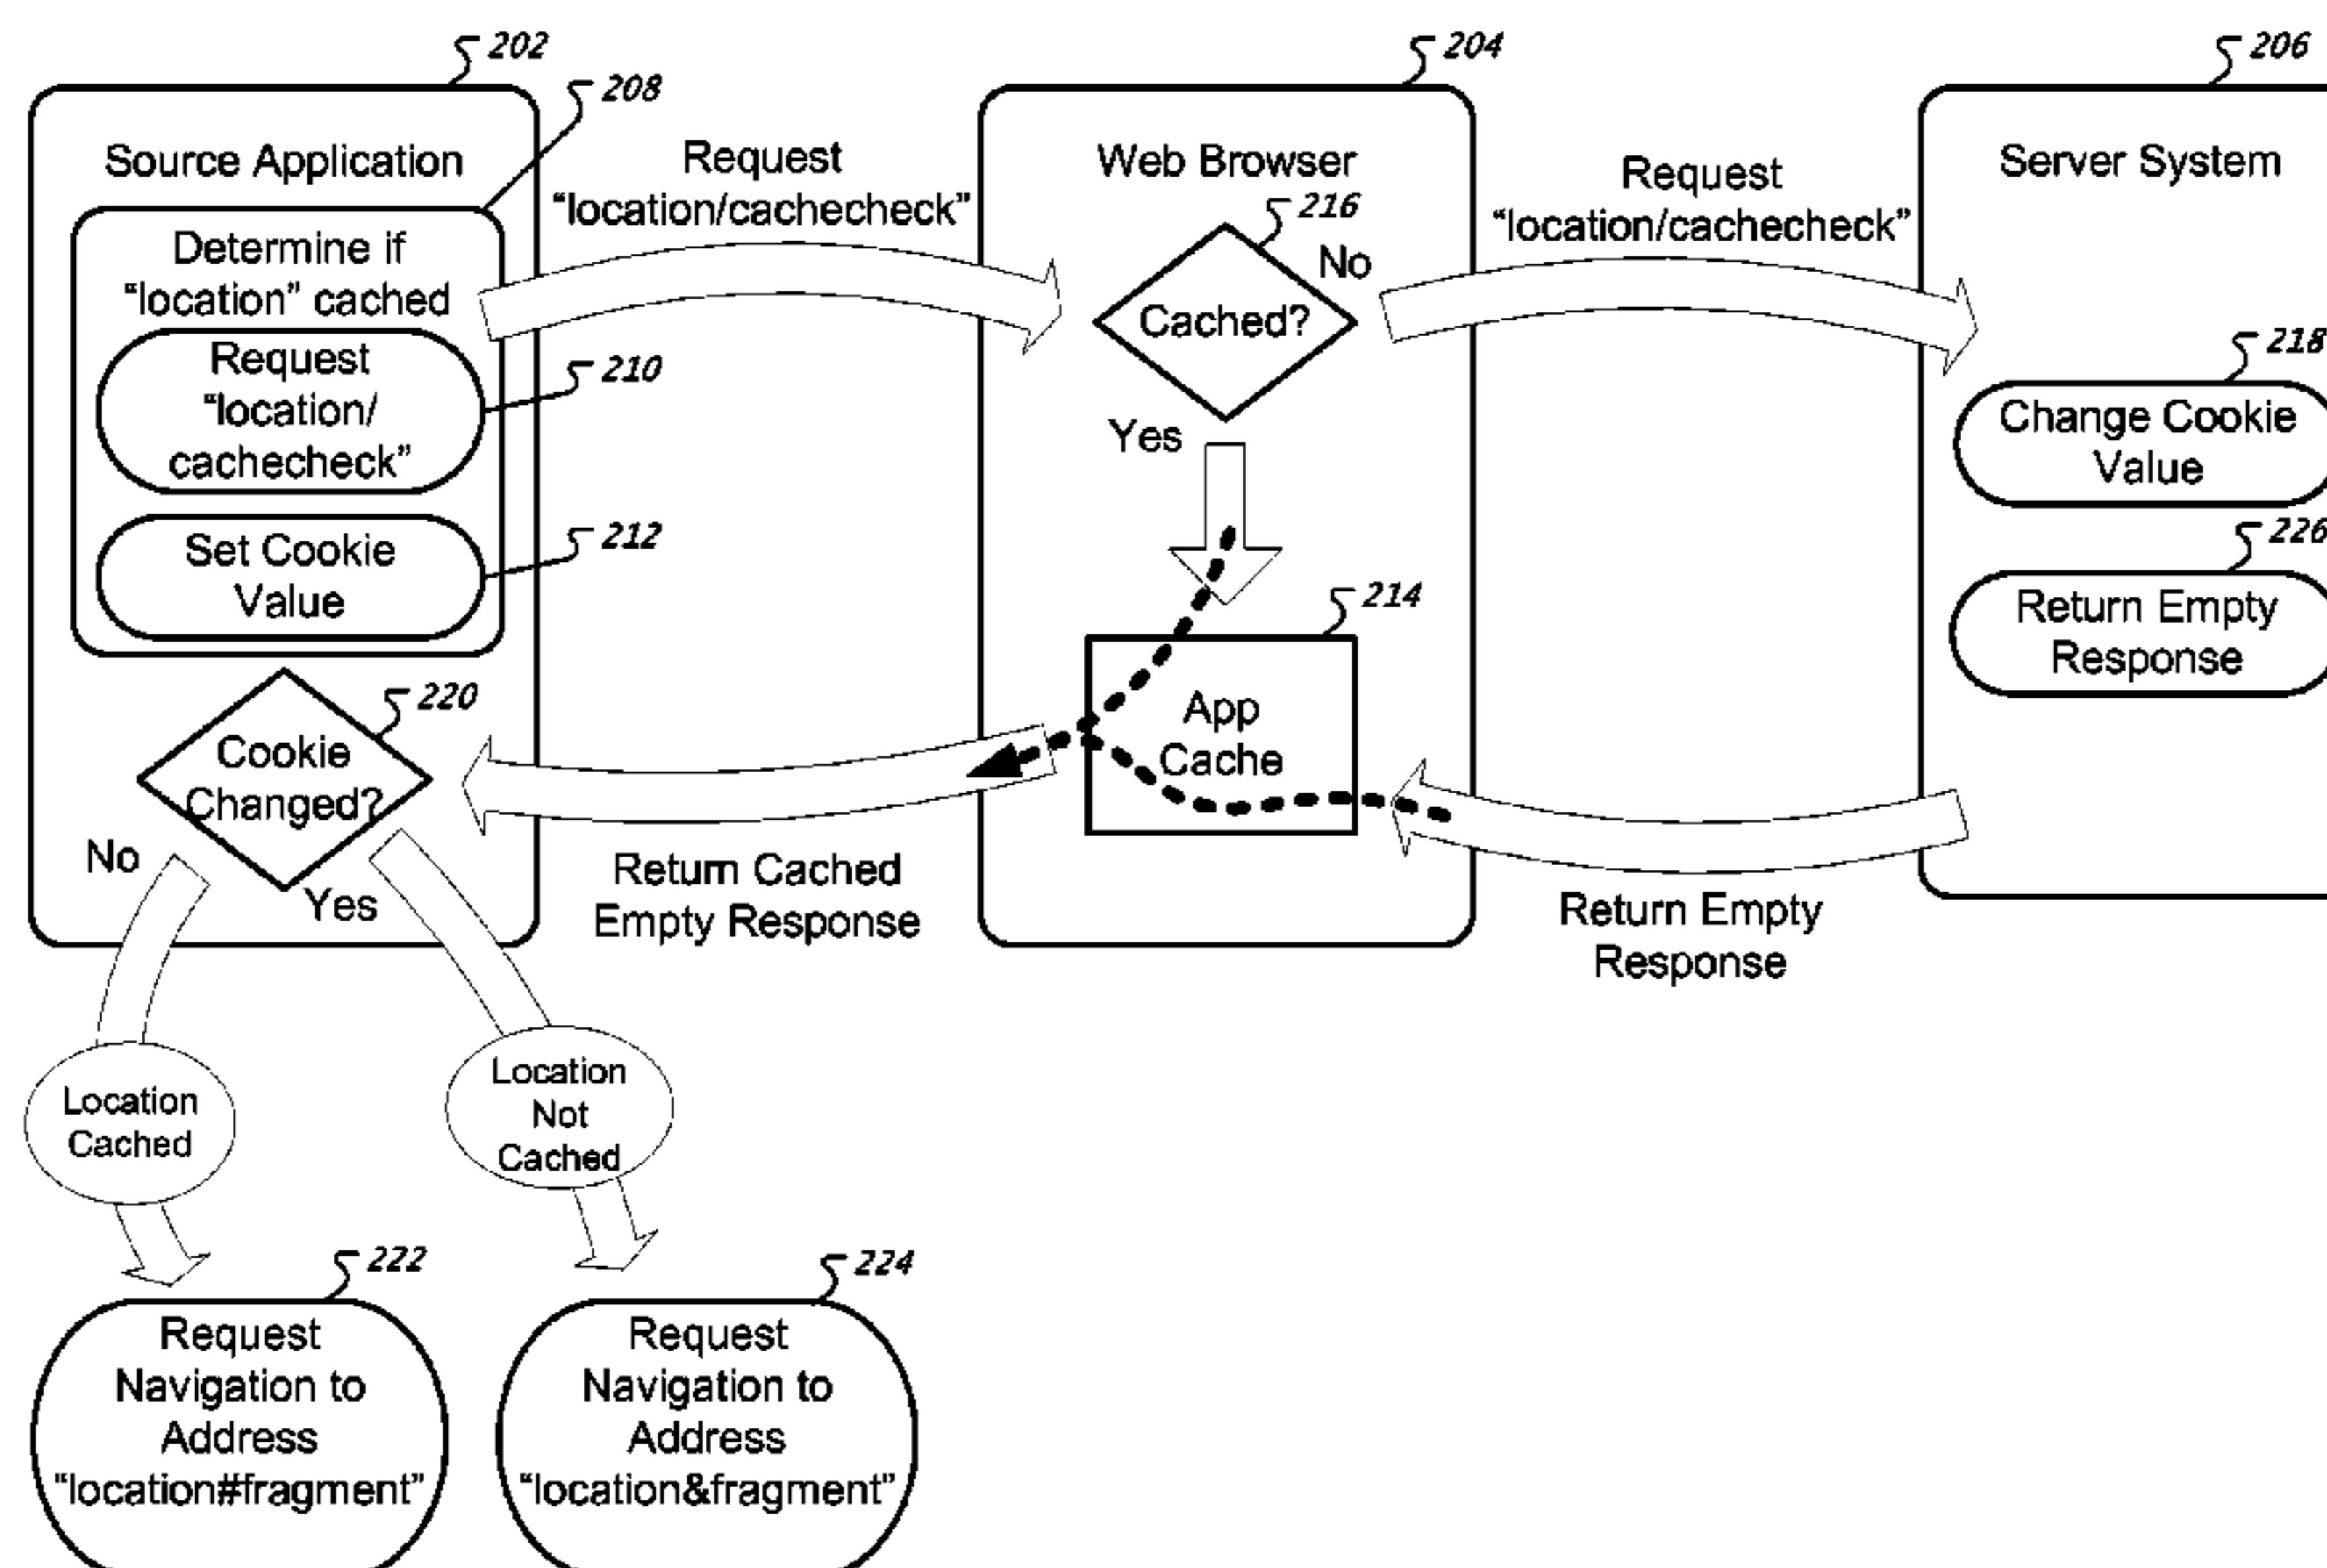 202
208
204
206
Source Application
Determine if
"location" cached
Request
"location/
cachecheck"
210
Set Cookie
Value
212
220
Cookie
Changed?
No
Yes
Request
"location/cachecheck"
Web Browser
216
No
Cached?
Yes
214
App
Cache
Return Cached
Empty Response
Request
"location/cachecheck"
Server System
218
Change Cookie
Value
226
Return Empty
Response
Return Empty
Response
Location
Cached
Location
Not
Cached
222
Request
Navigation to
Address
"location#fragment"
224
Request
Navigation to
Address
"location&fragment"